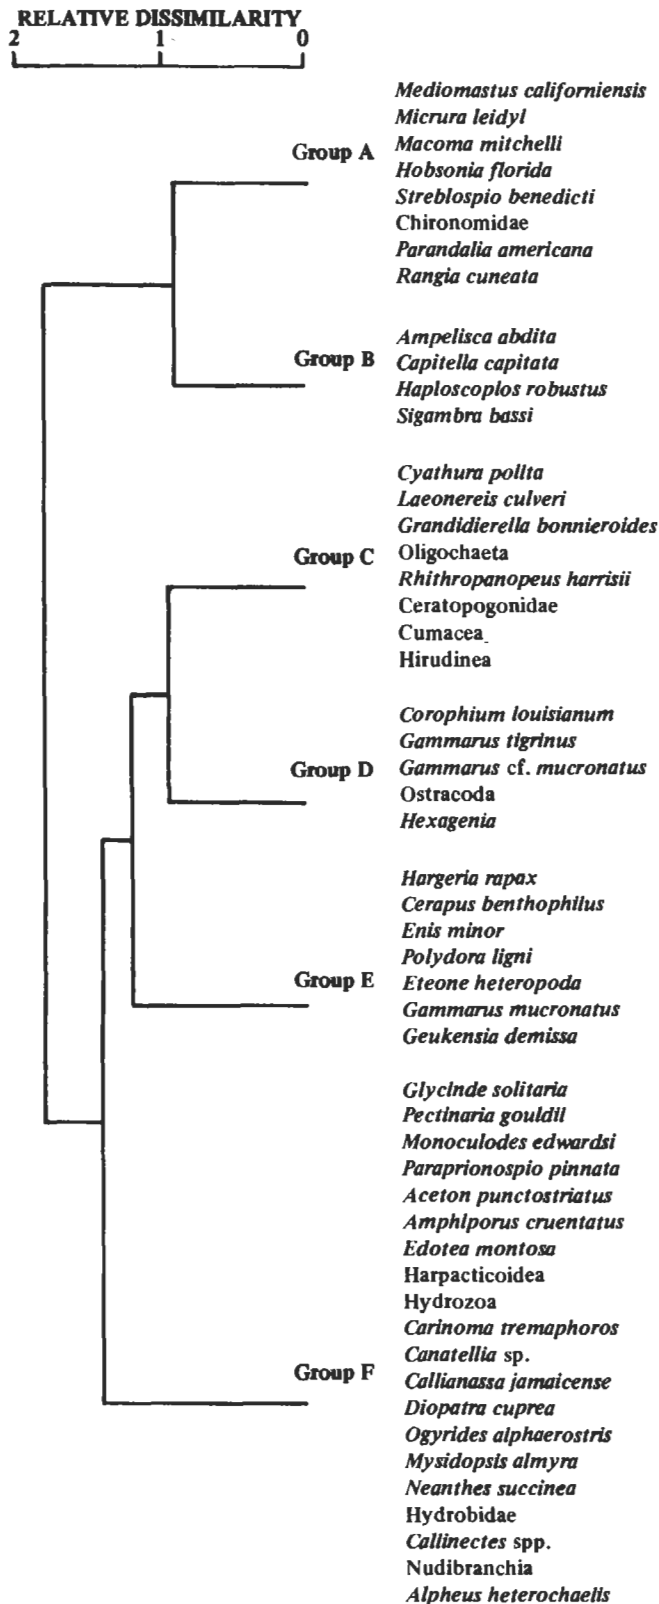 RELATIVE DISSIMILARITY
2 1 0
Mediomastus californiensis
Micrura leidyl
Group A
Macoma mitchelli
Hobsonia florida
Streblospio benedicti
Chironomidae
Parandalia americana
Rangia cuneata
Ampelisca abdita
Group B
Capitella capitata
Haploscoplos robustus
Sigambra bassi
Cyathura polita
Laeonereis culveri
Grandidierella bonnieroides
Group C
Oligochaeta
Rhithropanopeus harrisii
Ceratopogonidae
Cumacea
Hirudinea
Corophium louisianum
Gammarus tigrinus
Group D
Gammarus cf. mucronatus
Ostracoda
Hexagenia
Hargeria rapax
Cerapus benthophilus
Enis minor
Polydora ligni
Group E
Eteone heteropoda
Gammarus mucronatus
Geukensia demissa
Glycinde solitaria
Pectinaria gouldil
Monoculodes edwardsi
Paraprionospio pinnata
Aceton punctostriatus
Amphiporus cruentatus
Edotea montosa
Harpacticoidea
Hydrozoa
Carinoma tremaphoros
Canatellia sp.
Group F
Callianassa jamaicense
Diopatra cuprea
Ogyrides alphaerostris
Mysidopsis almyra
Neanthes succinea
Hydrobidae
Callinectes spp.
Nudibranchia
Alpheus heterochaelis